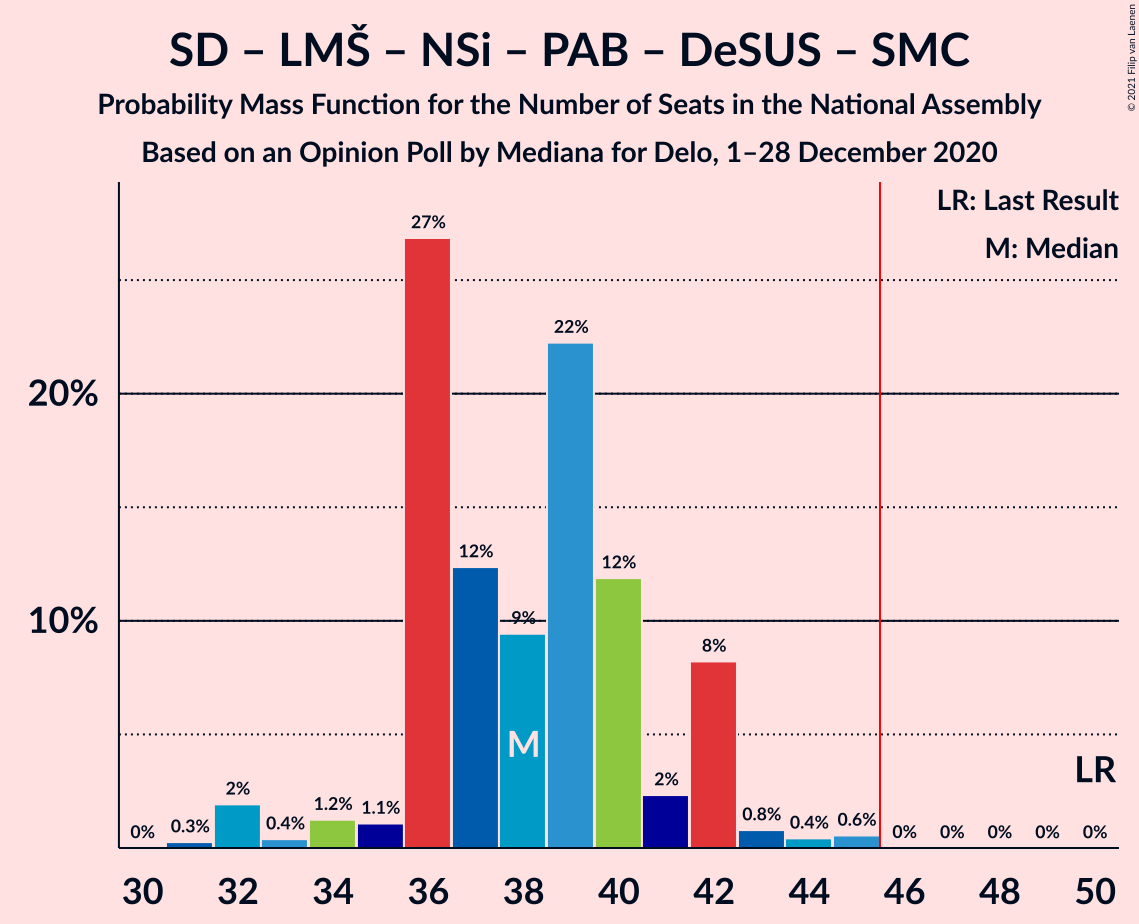 SD – LMŠ – NSi – PAB – DeSUS – SMC
Probability Mass Function for the Number of Seats in the National Assembly
Based on an Opinion Poll by Mediana for Delo, 1–28 December 2020
© 2021 Filip van Laenen
LR: Last Result
M: Median
20%
10%
0%
0.3%
2%
0.4%
1.2%
1.1%
27%
12%
9%
22%
12%
2%
8%
0.8%
0.4%
0.6%
0%
0%
0%
0%
0%
M
LR
30 32 34 36 38 40 42 44 46 48 50